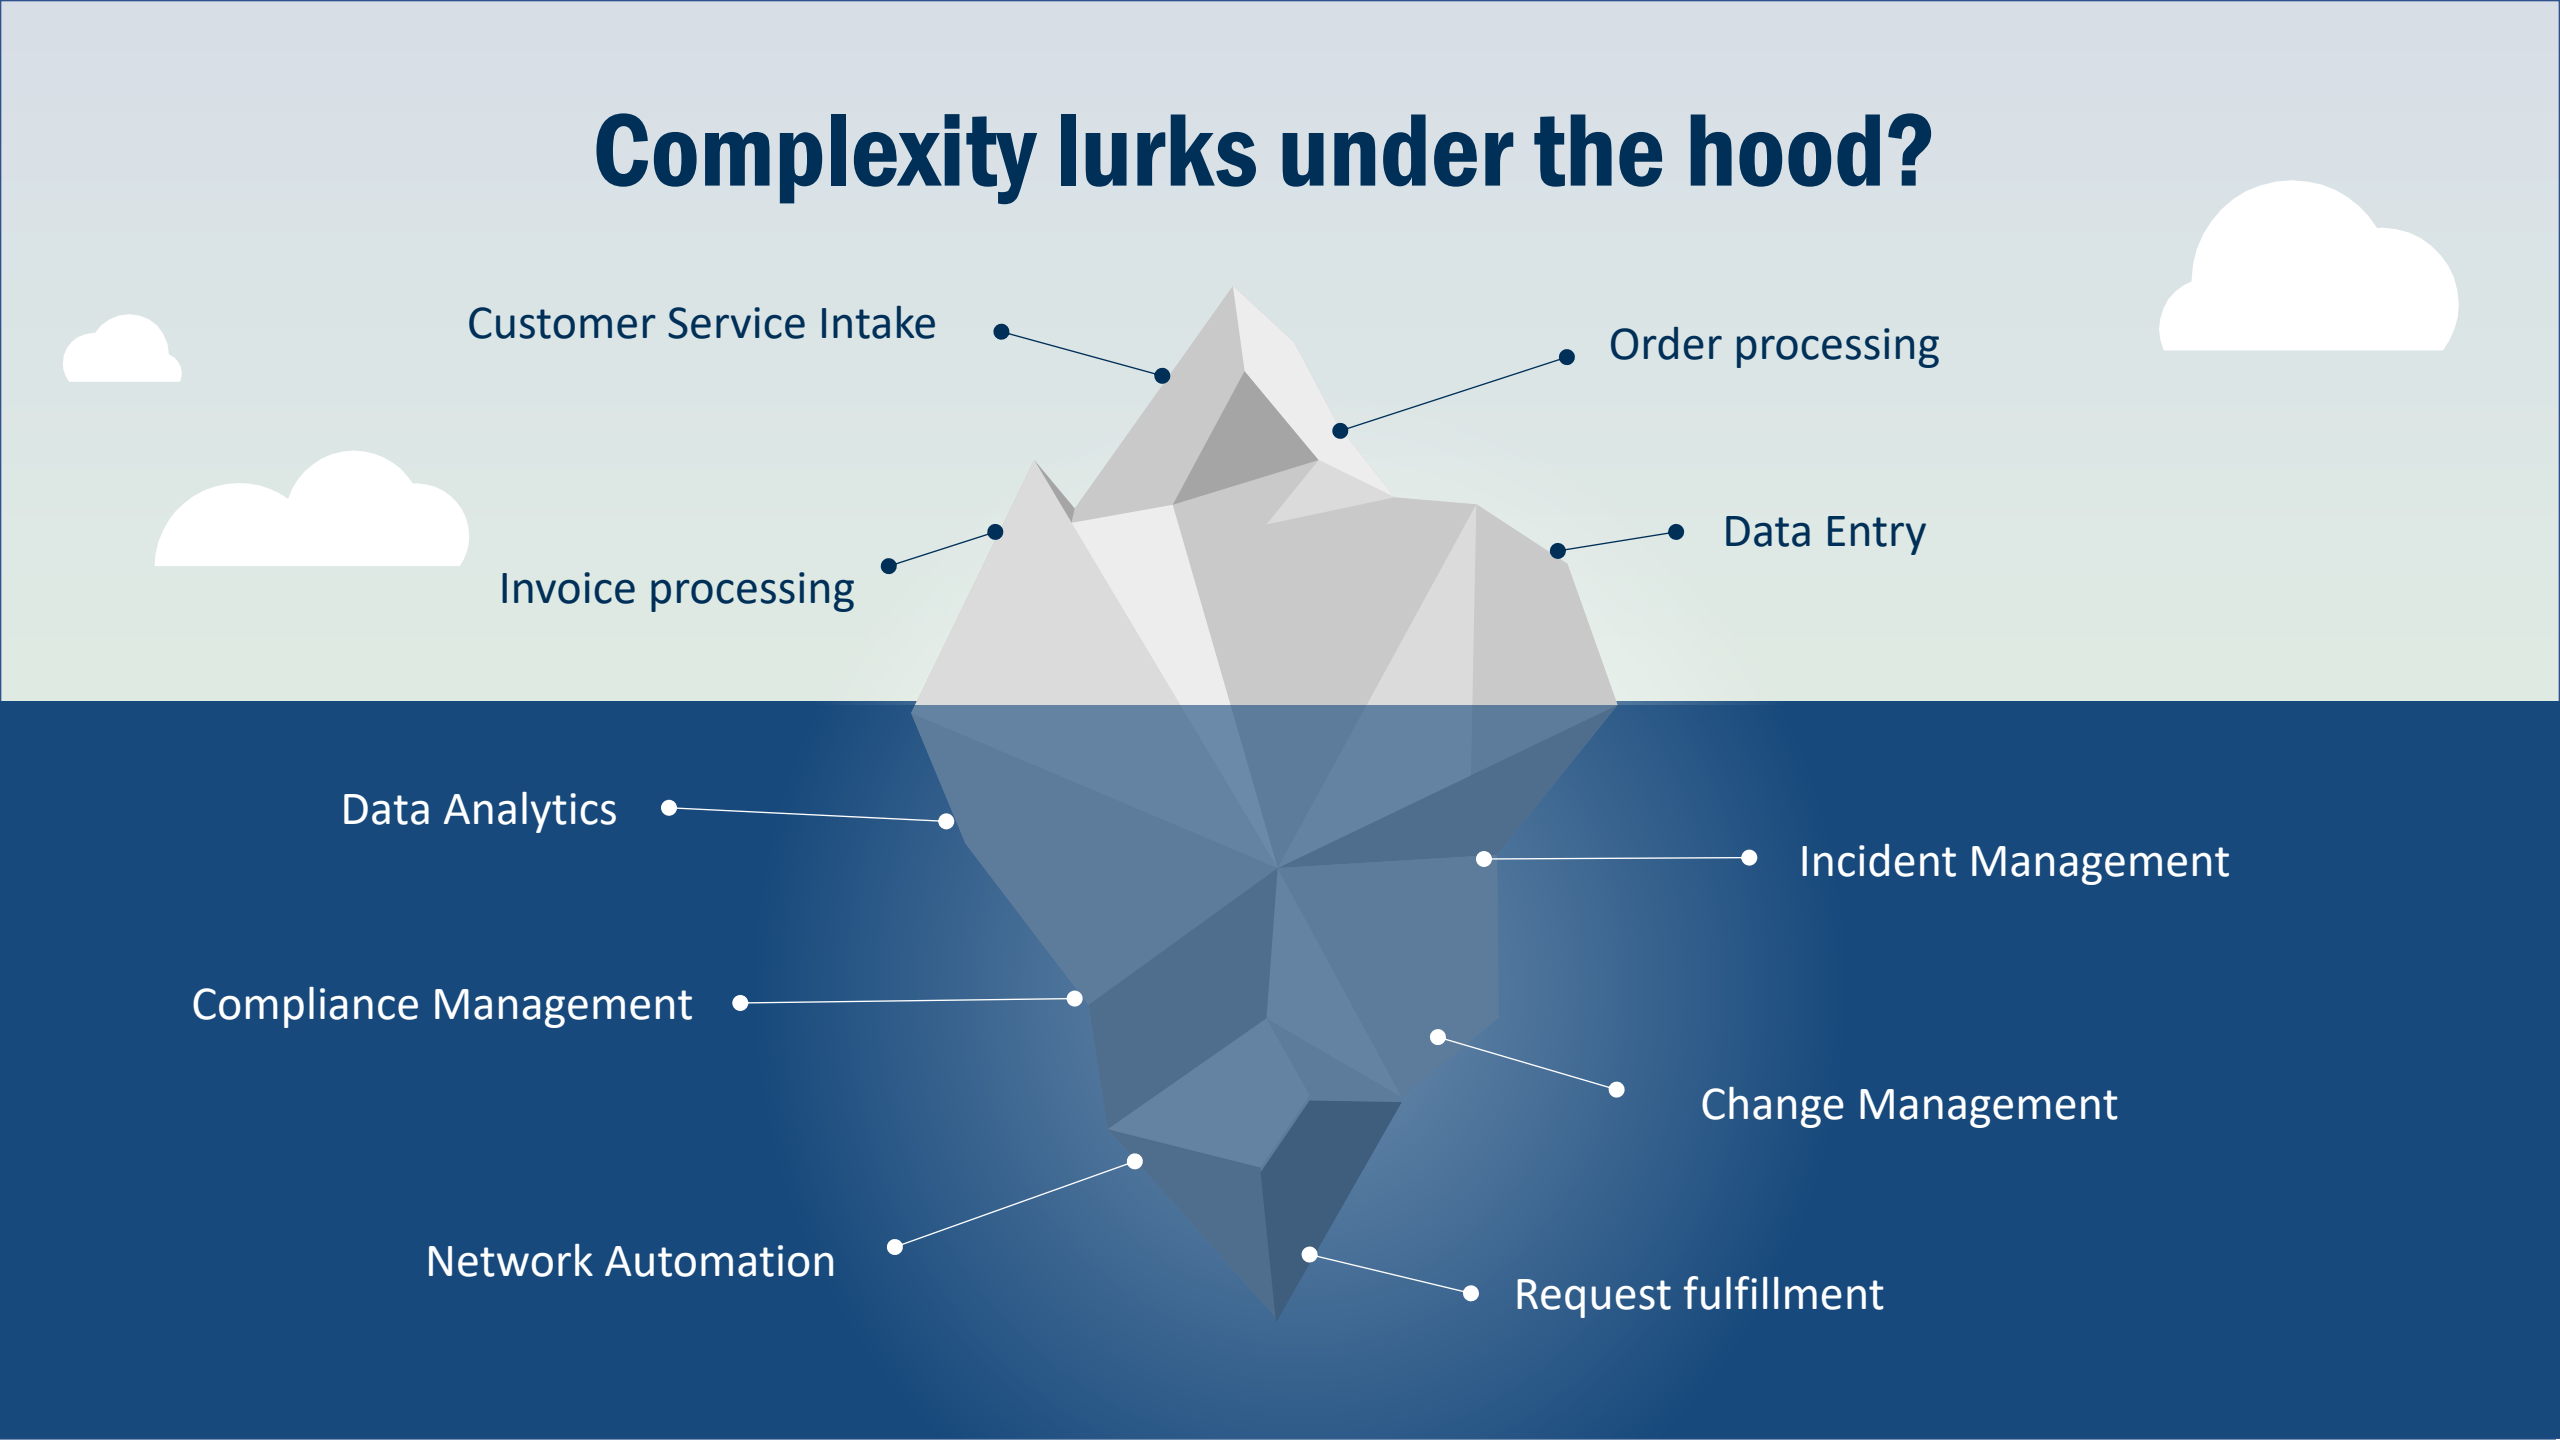 Complexity lurks under the hood?
Customer Service Intake
Order processing
Data Entry
Invoice processing
Data Analytics
Incident Management
Compliance Management
Change Management
Network Automation
Request fulfillment